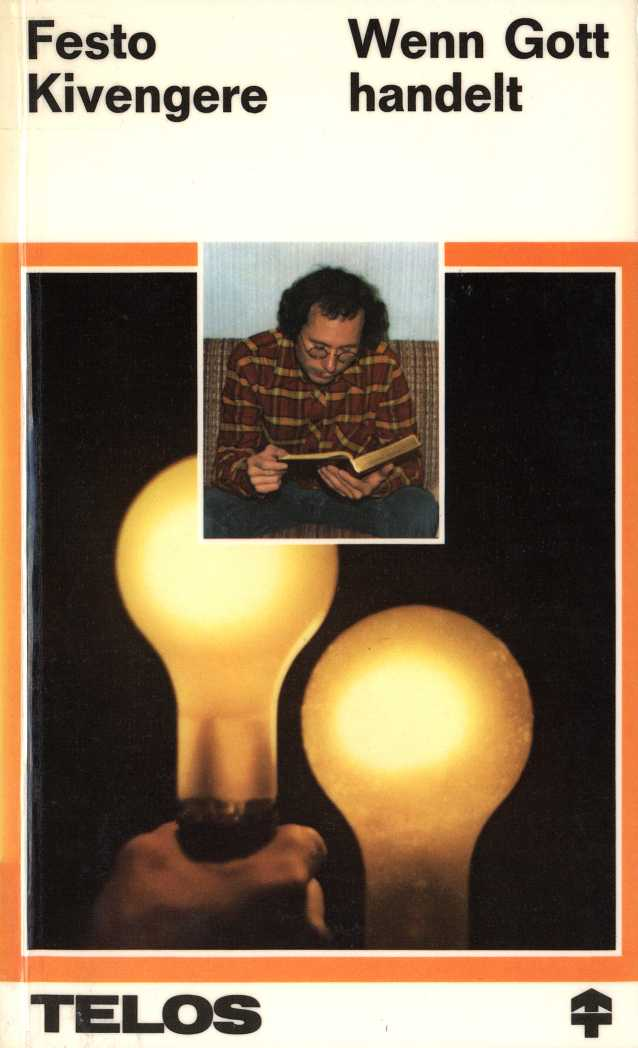 Festo
Kivengere
Wenn Gott
handelt
TELOS